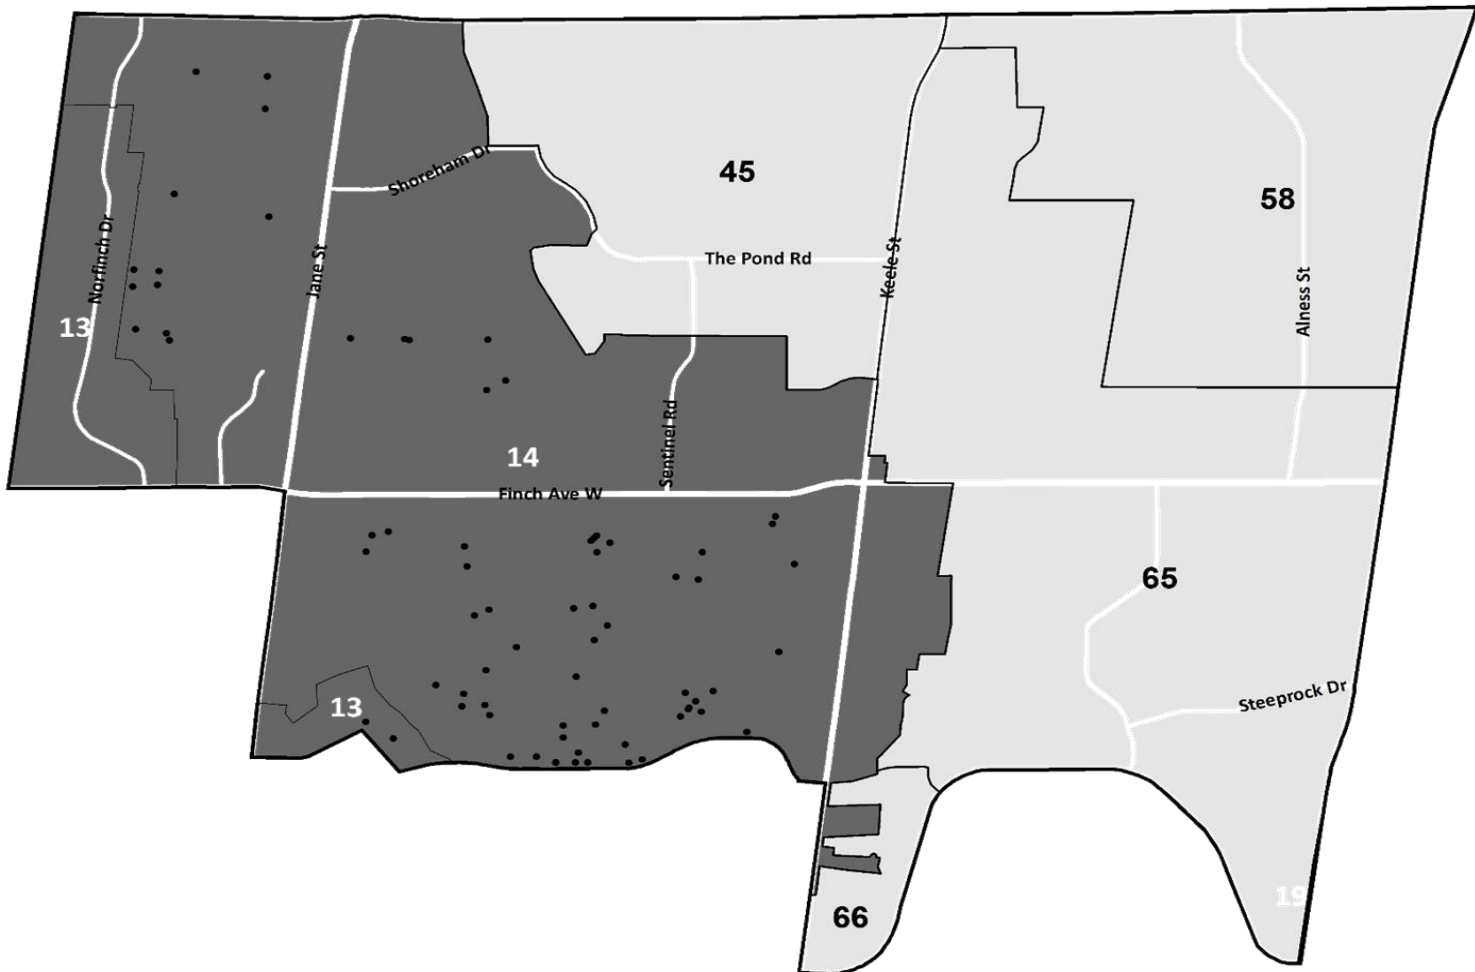 Shoreham Dr
45
58
Norfinch Dr
Jane St
The Pond Rd
Keele St
Alness St
13
14
Sentinel Rd
Finch Ave W
65
13
Steeprock Dr
19
66